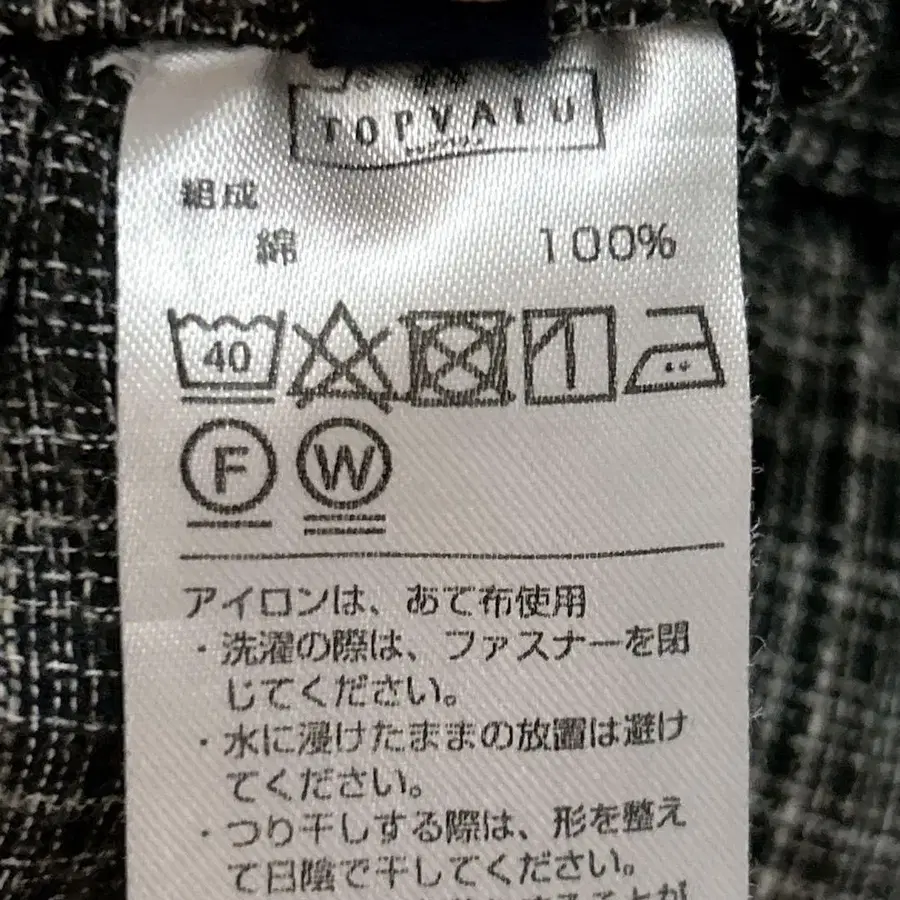 TOPVALU
組成
綿 100%
40
F W
アイロンは、あて布使用
・洗濯の際は、ファスナーを閉
じてください。
・水に浸けたままの放置は避け
てください。
・つり干しする際は、形を整え
て日陰で干してください。